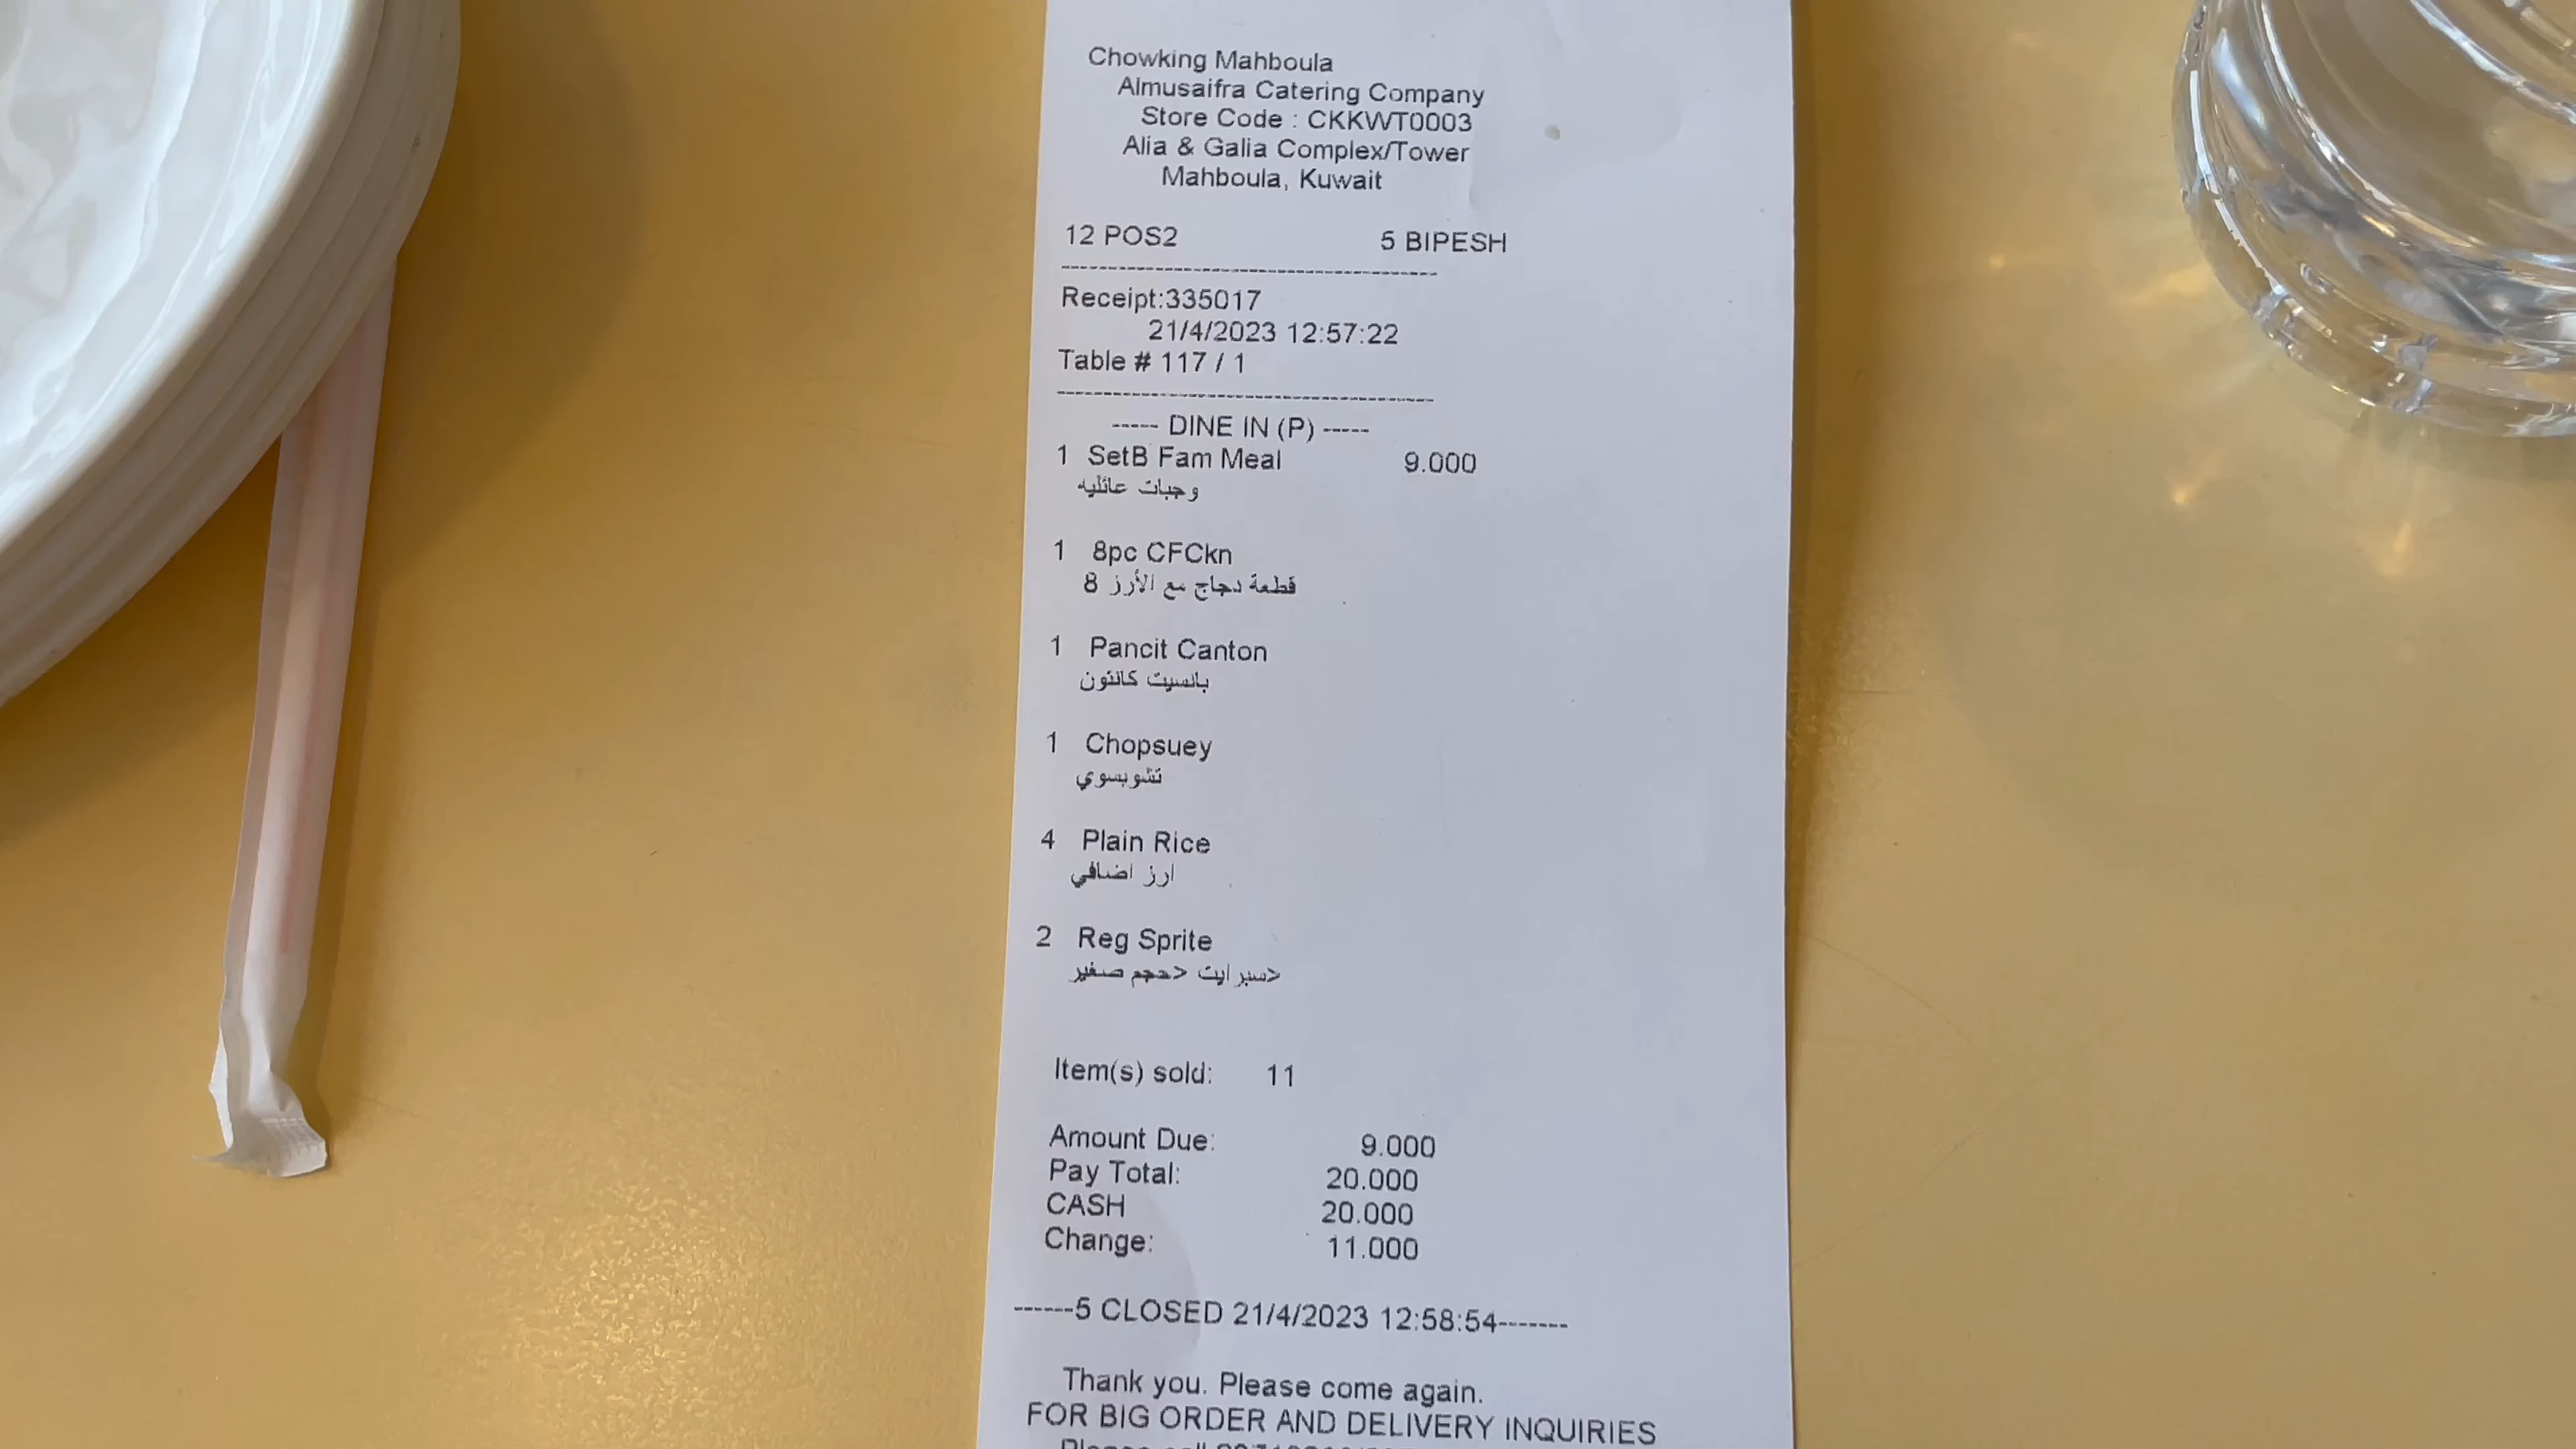 Chowking Mahboula
Almusaifra Catering Company
Store Code : CKKWT0003
Alia & Galia Complex/Tower
Mahboula, Kuwait
12 POS2 5 BIPESH
----------------------------------------
Receipt:335017
21/4/2023 12:57:22
Table # 117 / 1
----------------------------------------
----- DINE IN (P) -----
1 SetB Fam Meal 9.000
وجبات عائليه
1 8pc CFCkn
قطعة دجاج مع الأرز 8
1 Pancit Canton
بانسيت كانتون
1 Chopsuey
تشوبسوي
4 Plain Rice
ارز اضافي
2 Reg Sprite
<سبرايت <حجم صغير
Item(s) sold: 11
Amount Due: 9.000
Pay Total: 20.000
CASH 20.000
Change: 11.000
------5 CLOSED 21/4/2023 12:58:54-------
Thank you. Please come again.
FOR BIG ORDER AND DELIVERY INQUIRIES
Please call